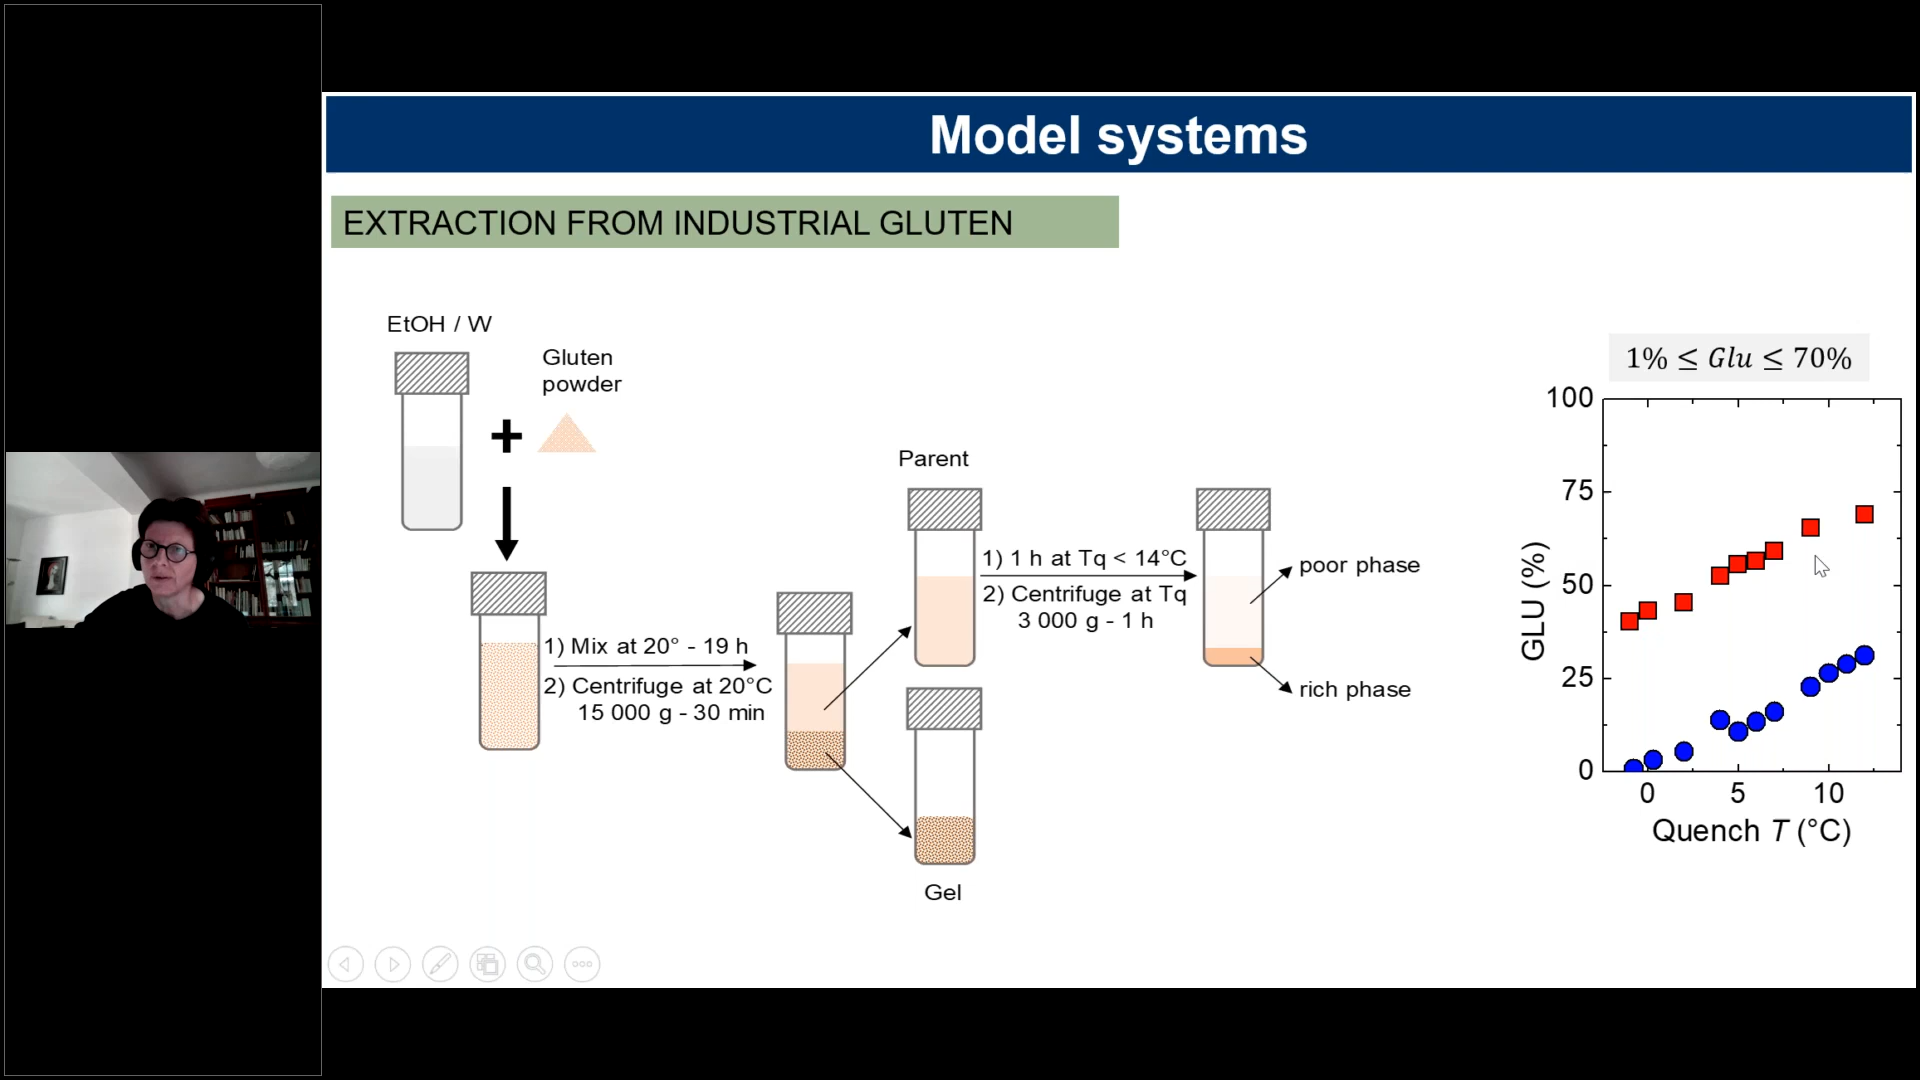 Model systems
EXTRACTION FROM INDUSTRIAL GLUTEN
EtOH / W
Gluten
powder
1) Mix at 20° - 19 h
2) Centrifuge at 20°C
15 000 g - 30 min
Parent
Gel
1) 1 h at Tq < 14°C
2) Centrifuge at Tq
3 000 g - 1 h
poor phase
rich phase
1% ≤ Glu ≤ 70%
100
75
50
25
0
GLU (%)
0 5 10
Quench T (°C)